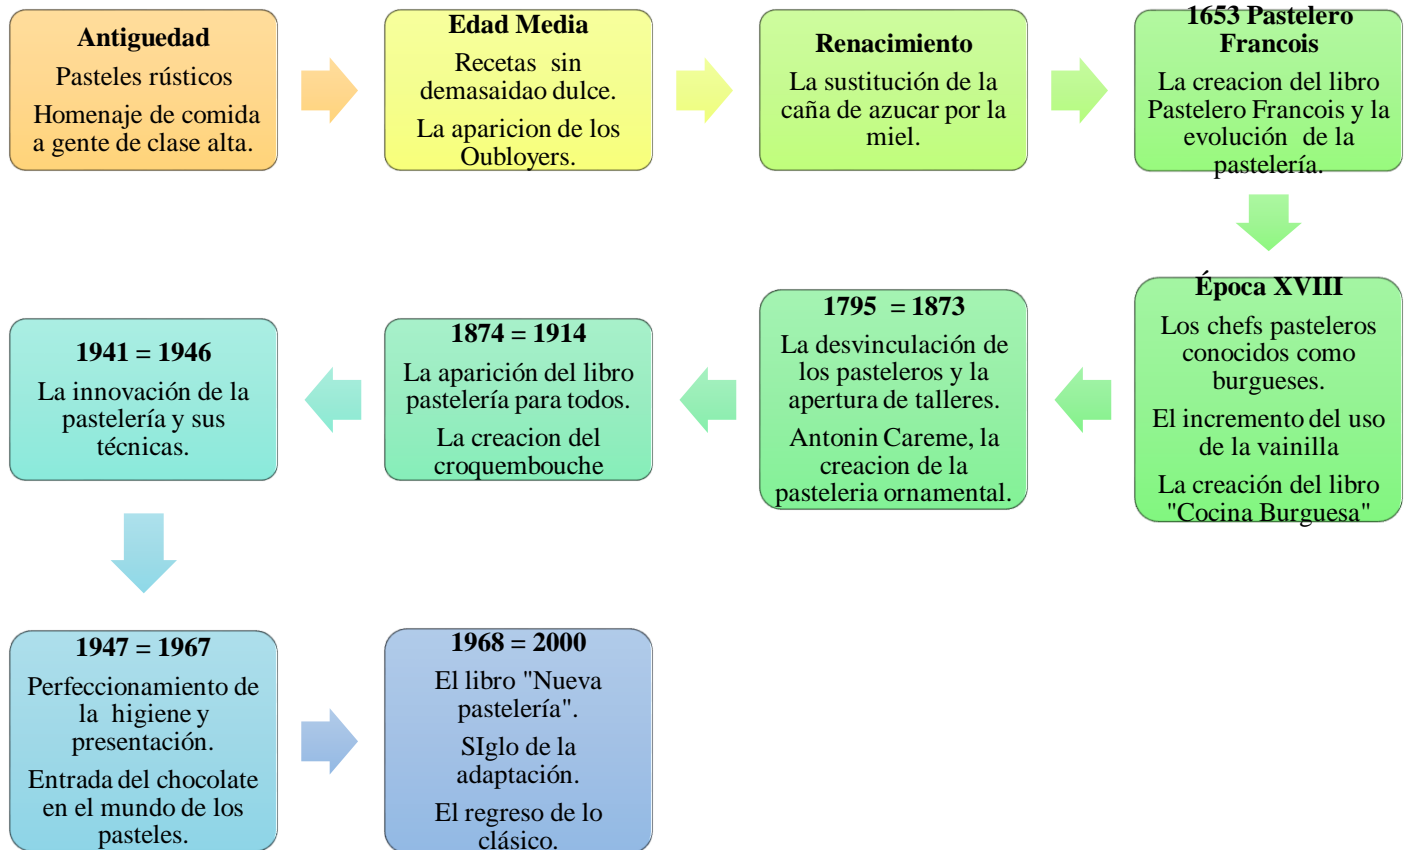 Antiguedad
Pasteles rústicos
Homenaje de comida
a gente de clase alta.
Edad Media
Recetas sin
demasaidao dulce.
La aparicion de los
Oubloyers.
Renacimiento
La sustitución de la
caña de azucar por la
miel.
1653 Pastelero
Francois
La creacion del libro
Pastelero Francois y la
evolución de la
pastelería.
Época XVIII
Los chefs pasteleros
conocidos como
burgueses.
El incremento del uso
de la vainilla
La creación del libro
"Cocina Burguesa"
1795 = 1873
La desvinculación de
los pasteleros y la
apertura de talleres.
Antonin Careme, la
creacion de la
pasteleria ornamental.
1874 = 1914
La aparición del libro
pastelería para todos.
La creacion del
croquembouche
1941 = 1946
La innovación de la
pastelería y sus
técnicas.
1947 = 1967
Perfeccionamiento de
la higiene y
presentación.
Entrada del chocolate
en el mundo de los
pasteles.
1968 = 2000
El libro "Nueva
pastelería".
SIglo de la
adaptación.
El regreso de lo
clásico.